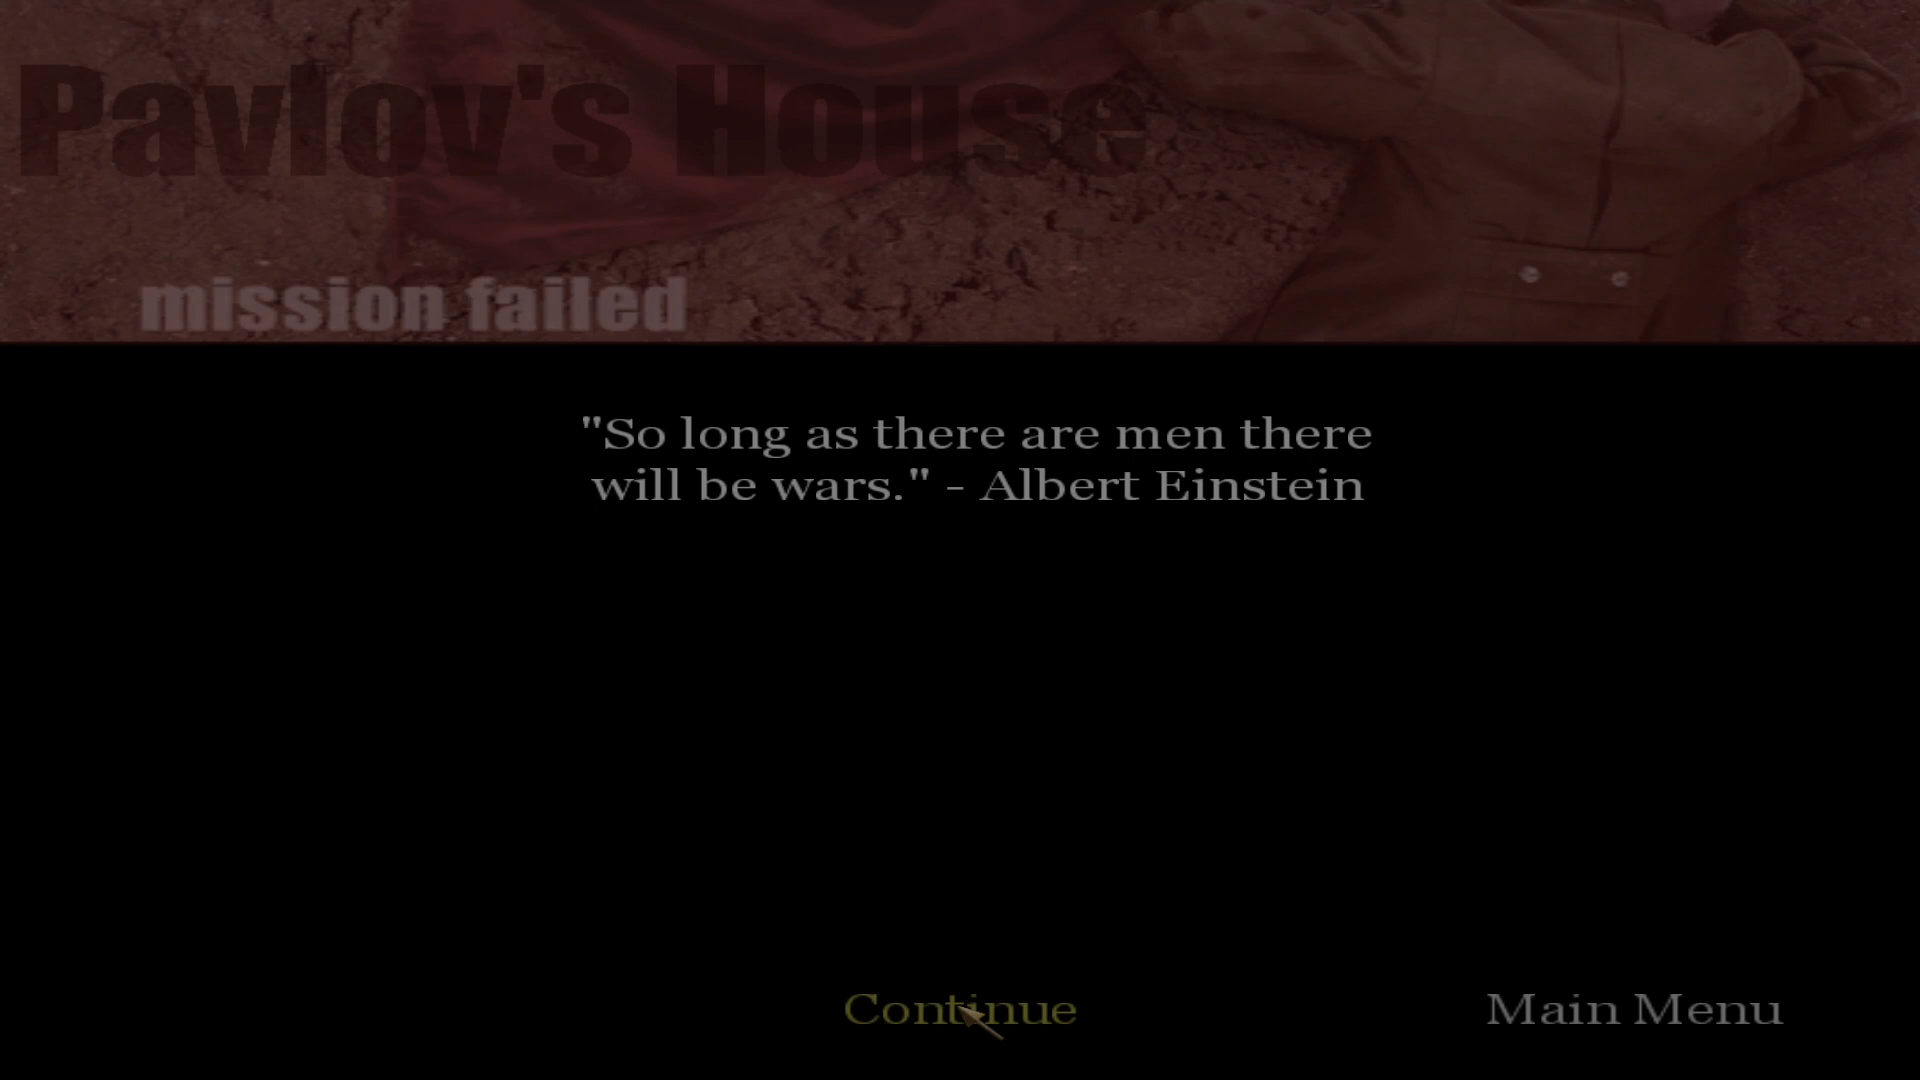 Pavlov's House
mission failed
"So long as there are men there
will be wars." - Albert Einstein
Continue
Main Menu